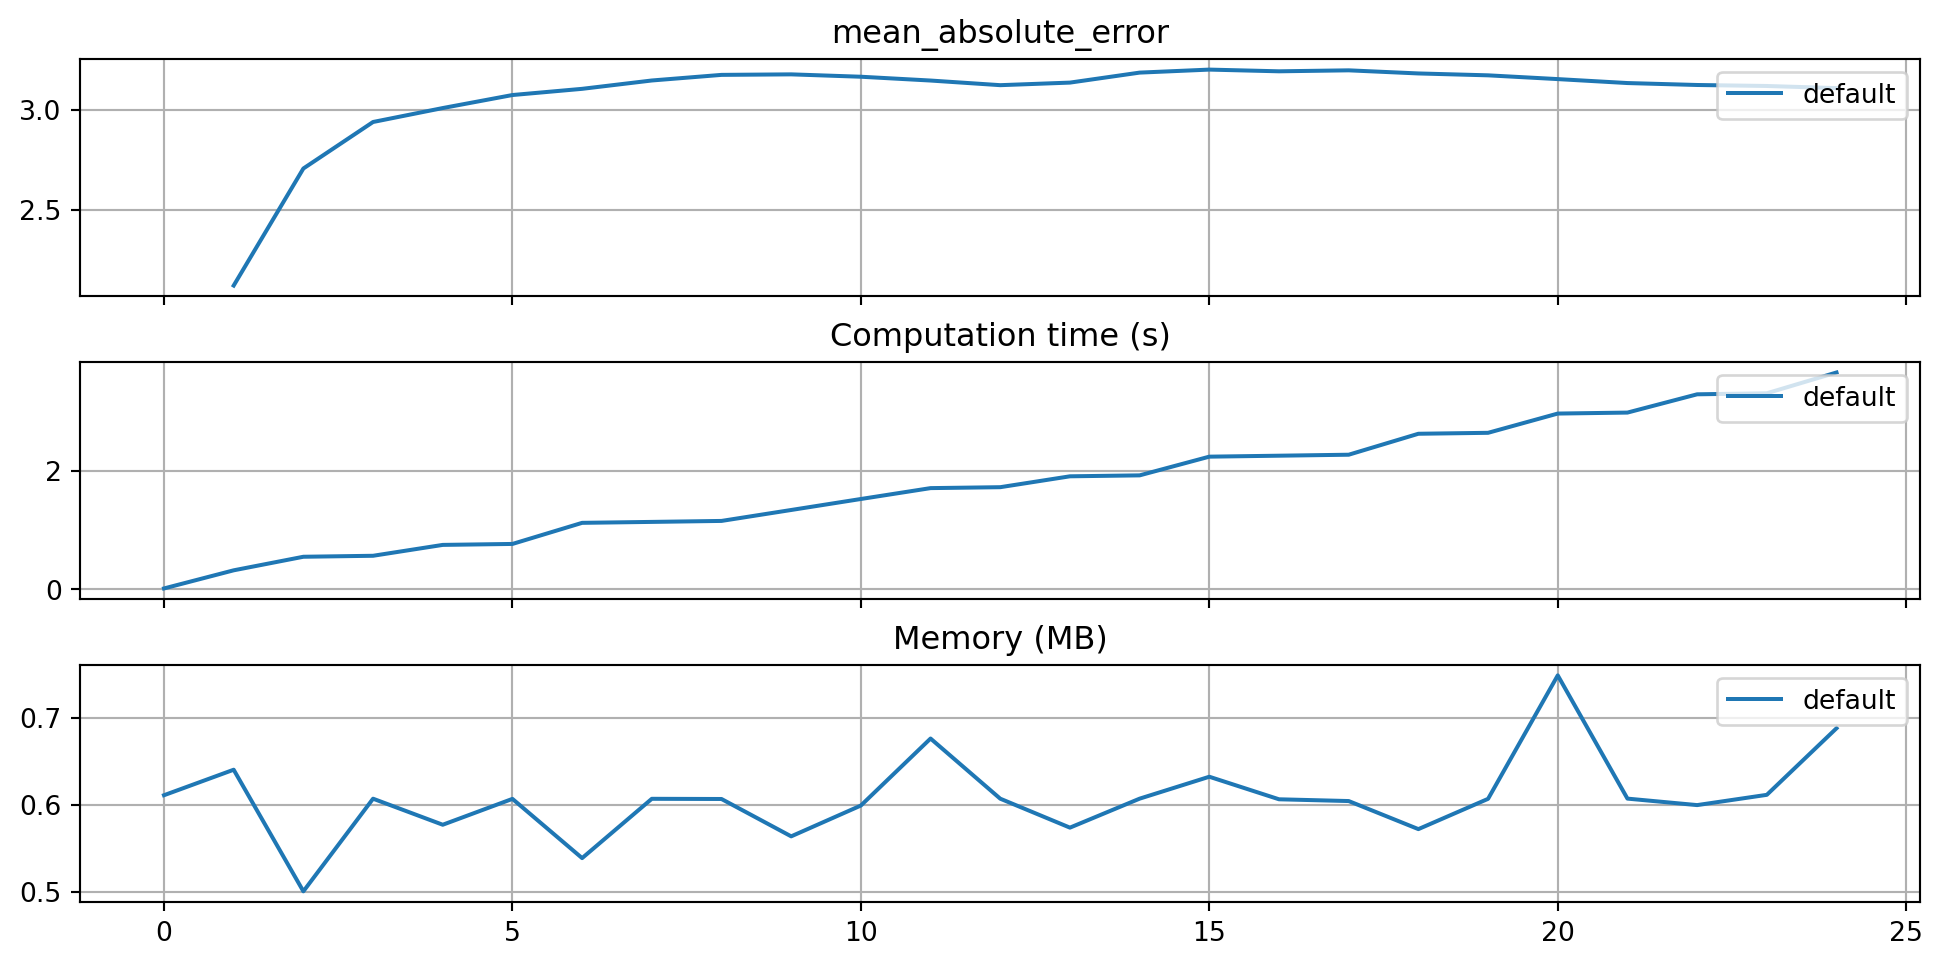 mean_absolute_error
3.0
2.5
default
Computation time (s)
2
0
default
Memory (MB)
0.7
0.6
0.5
default
0 5 10 15 20 25